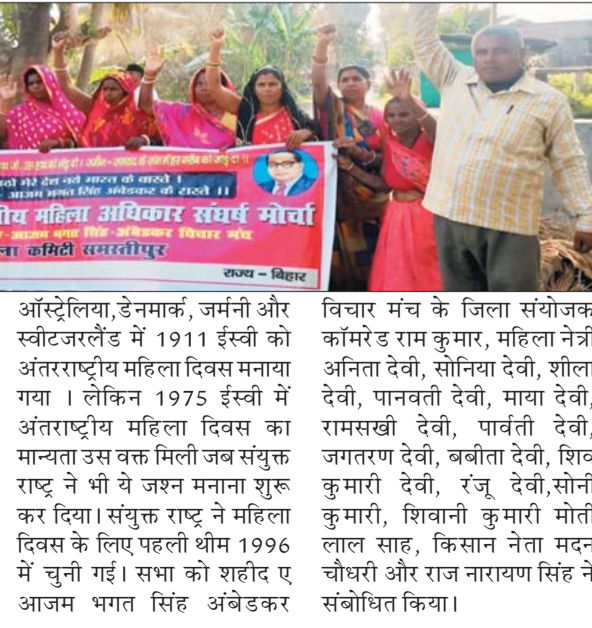 उठो मेरे देश नये भारत के वास्ते ।
आजम भगत सिंह अंबेडकर के रास्ते ।।
महिला अधिकार संघर्ष मोर्चा
आजम भगत सिंह-अंबेडकर विचार मंच
कमिटी समस्तीपुर
राज्य – बिहार
ऑस्ट्रेलिया,डेनमार्क, जर्मनी और
स्वीटजरलैंड में 1911 ईस्वी को
अंतरराष्ट्रीय महिला दिवस मनाया
गया । लेकिन 1975 ईस्वी में
अंतराष्ट्रीय महिला दिवस का
मान्यता उस वक्त मिली जब संयुक्त
राष्ट्र ने भी ये जश्न मनाना शुरू
कर दिया। संयुक्त राष्ट्र ने महिला
दिवस के लिए पहली थीम 1996
में चुनी गई। सभा को शहीद ए
आजम भगत सिंह अंबेडकर
विचार मंच के जिला संयोजक
कॉमरेड राम कुमार, महिला नेत्री
अनिता देवी, सोनिया देवी, शीला
देवी, पानवती देवी, माया देवी,
रामसखी देवी, पार्वती देवी,
जगतरण देवी, बबीता देवी, शिव
कुमारी देवी, रंजू देवी,सोनी
कुमारी, शिवानी कुमारी मोती
लाल साह, किसान नेता मदन
चौधरी और राज नारायण सिंह ने
संबोधित किया।